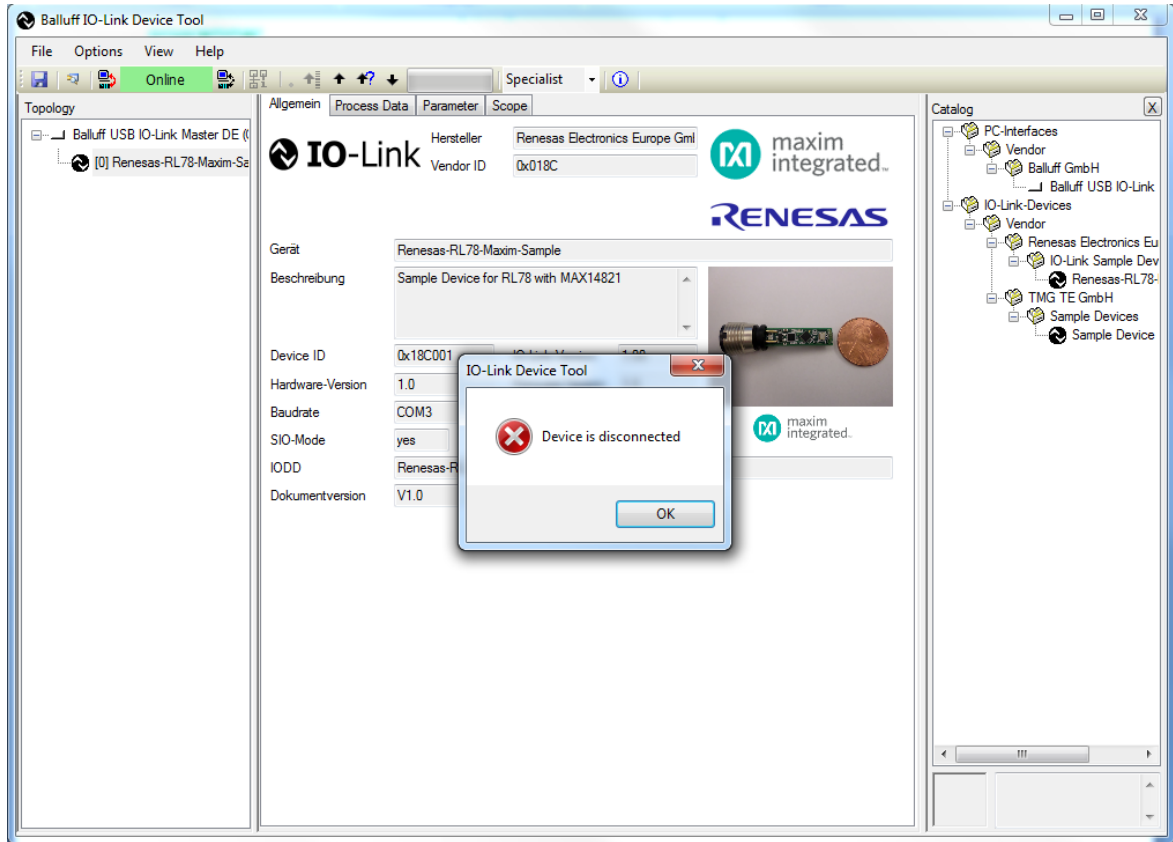 Balluff IO-Link Device Tool
File Options View Help
Online Specialist
Topology
Balluff USB IO-Link Master DE
[0] Renesas-RL78-Maxim-Sa
Allgemein Process Data Parameter Scope
IO-Link
Hersteller Renesas Electronics Europe Gml
Vendor ID 0x018C
maxim
integrated™
RENESAS
Gerät Renesas-RL78-Maxim-Sample
Beschreibung Sample Device for RL78 with MAX14821
Device ID 0x18C001
Hardware-Version 1.0
Baudrate COM3
SIO-Mode yes
IODD Renesas-R
Dokumentversion V1.0
maxim
integrated.
IO-Link Device Tool
Device is disconnected
OK
Catalog
PC-Interfaces
Vendor
Balluff GmbH
Balluff USB IO-Link
IO-Link-Devices
Vendor
Renesas Electronics Eu
IO-Link Sample Dev
Renesas-RL78-
TMG TE GmbH
Sample Devices
Sample Device